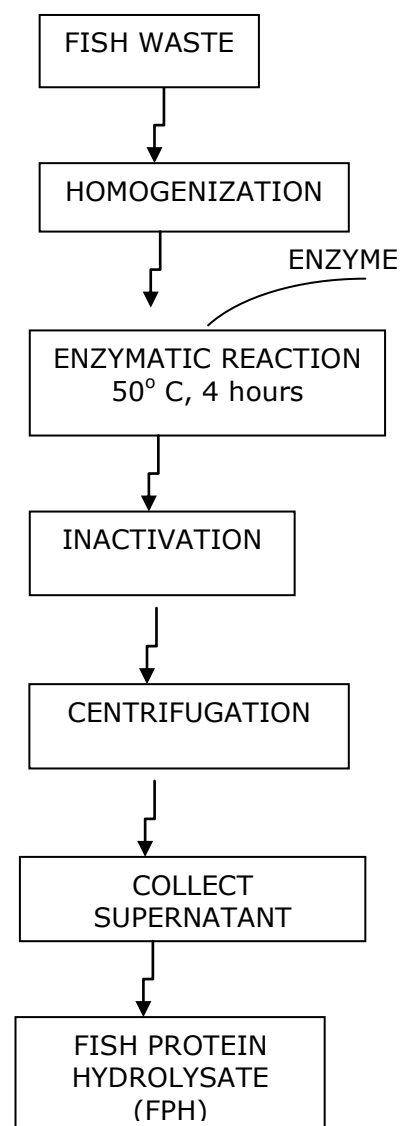 FISH WASTE
HOMOGENIZATION
ENZYME
ENZYMATIC REACTION
50° C, 4 hours
INACTIVATION
CENTRIFUGATION
COLLECT
SUPERNATANT
FISH PROTEIN
HYDROLYSATE
(FPH)